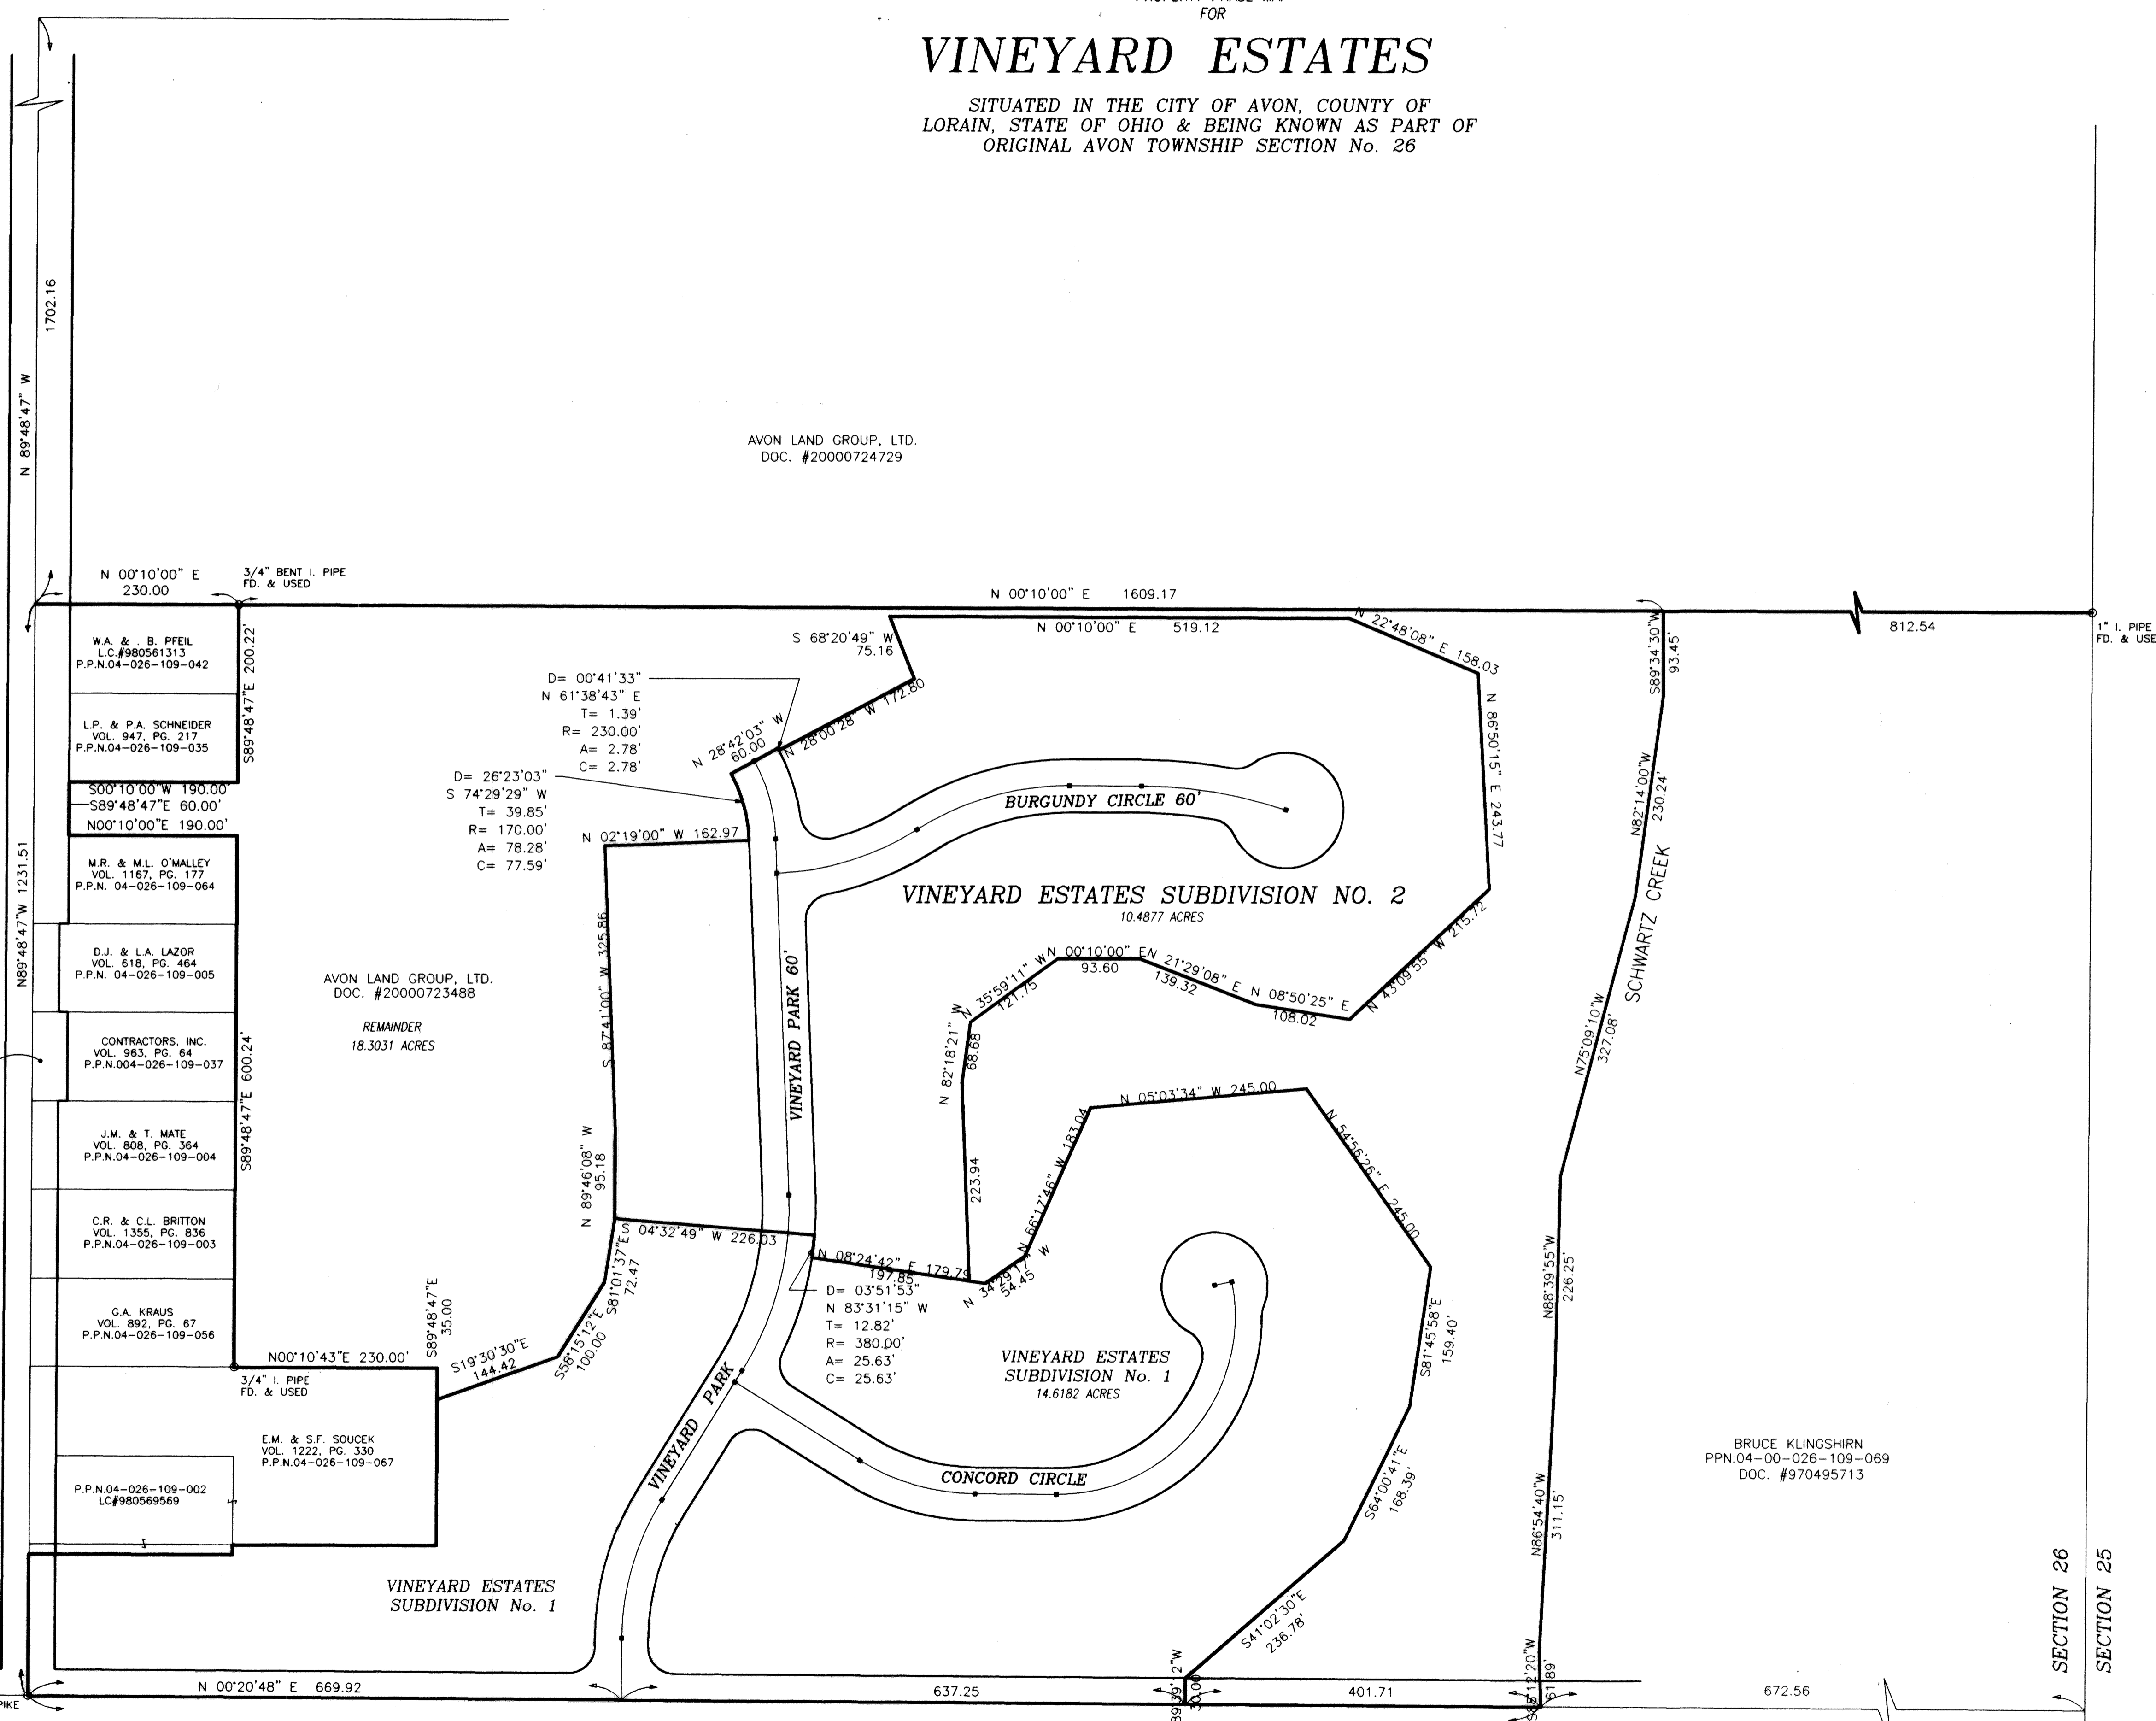 FOR
VINEYARD ESTATES
SITUATED IN THE CITY OF AVON, COUNTY OF
LORAIN, STATE OF OHIO & BEING KNOWN AS PART OF
ORIGINAL AVON TOWNSHIP SECTION No. 26
1702.16
N 89°48'47" W
AVON LAND GROUP, LTD.
DOC. #20000724729
N 00°10'00" E
230.00
3/4" BENT I. PIPE
FD. & USED
N 00°10'00" E 1609.17
812.54
1" I. PIPE
FD. & USE
W.A. & . B. PFEIL
L.C.#980561313
P.P.N.04-026-109-042
S89°48'47"E 200.22'
L.P. & P.A. SCHNEIDER
VOL. 947, PG. 217
P.P.N.04-026-109-035
S00°10'00"W 190.00'
S89°48'47"E 60.00'
N00°10'00"E 190.00'
N89°48'47"W 1231.51
M.R. & M.L. O'MALLEY
VOL. 1167, PG. 177
P.P.N. 04-026-109-064
D.J. & L.A. LAZOR
VOL. 618, PG. 464
P.P.N. 04-026-109-005
CONTRACTORS, INC.
VOL. 963, PG. 64
P.P.N.004-026-109-037
S89°48'47"E 600.24'
J.M. & T. MATE
VOL. 808, PG. 364
P.P.N.04-026-109-004
C.R. & C.L. BRITTON
VOL. 1355, PG. 836
P.P.N.04-026-109-003
G.A. KRAUS
VOL. 892, PG. 67
P.P.N.04-026-109-056
N00°10'43"E 230.00'
3/4" I. PIPE
FD. & USED
E.M. & S.F. SOUCEK
VOL. 1222, PG. 330
P.P.N.04-026-109-067
P.P.N.04-026-109-002
LC#980569569
AVON LAND GROUP, LTD.
DOC. #20000723488
REMAINDER
18.3031 ACRES
S89°48'47"E
35.00
S19°30'30"E
144.42
S58°15'12"E
100.00
S81°01'37"E
72.47
N 89°46'08" W
95.18
S 87°41'00" W 325.86
N 02°19'00" W 162.97
D= 26°23'03"
S 74°29'29" W
T= 39.85'
R= 170.00'
A= 78.28'
C= 77.59'
D= 00°41'33"
N 61°38'43" E
T= 1.39'
R= 230.00'
A= 2.78'
C= 2.78'
N 28°42'03" W
60.00
N 28°00'28" W 172.80
S 68°20'49" W
75.16
N 00°10'00" E 519.12
N 22°48'08" E 158.03
N 86°50'15" E 243.77
N 43°09'55" W 215.72
BURGUNDY CIRCLE 60'
VINEYARD ESTATES SUBDIVISION NO. 2
10.4877 ACRES
VINEYARD PARK 60'
N 08°50'25" E
108.02
N 21°29'08" E
139.32
N 00°10'00" E
93.60
N 35°59'11" W
121.75
N 82°18'21" W
68.68
223.94
N 05°03'34" W 245.00
N 66°17'46" W 183.04
N 34°29'17" W
54.45
N 54°56'26" E 245.00
S 04°32'49" W 226.03
N 08°24'42" E 179.79
197.85
D= 03°51'53"
N 83°31'15" W
T= 12.82'
R= 380.00'
A= 25.63'
C= 25.63'
VINEYARD ESTATES
SUBDIVISION No. 1
14.6182 ACRES
VINEYARD PARK
CONCORD CIRCLE
S81°45'58"E
159.40'
S64°00'41"E
168.39'
S41°02'30"E
236.78'
S89°34'30"W
93.45'
N82°14'00"W
230.24'
SCHWARTZ CREEK
N75°09'10"W
327.08'
N88°39'55"W
226.25'
N86°54'40"W
311.15'
S88°12'20"W
61.89'
BRUCE KLINGSHIRN
PPN:04-00-026-109-069
DOC. #970495713
SECTION 26
SECTION 25
VINEYARD ESTATES
SUBDIVISION No. 1
N 00°20'48" E 669.92
637.25
89°39'12"W
30.00
401.71
672.56
PIKE